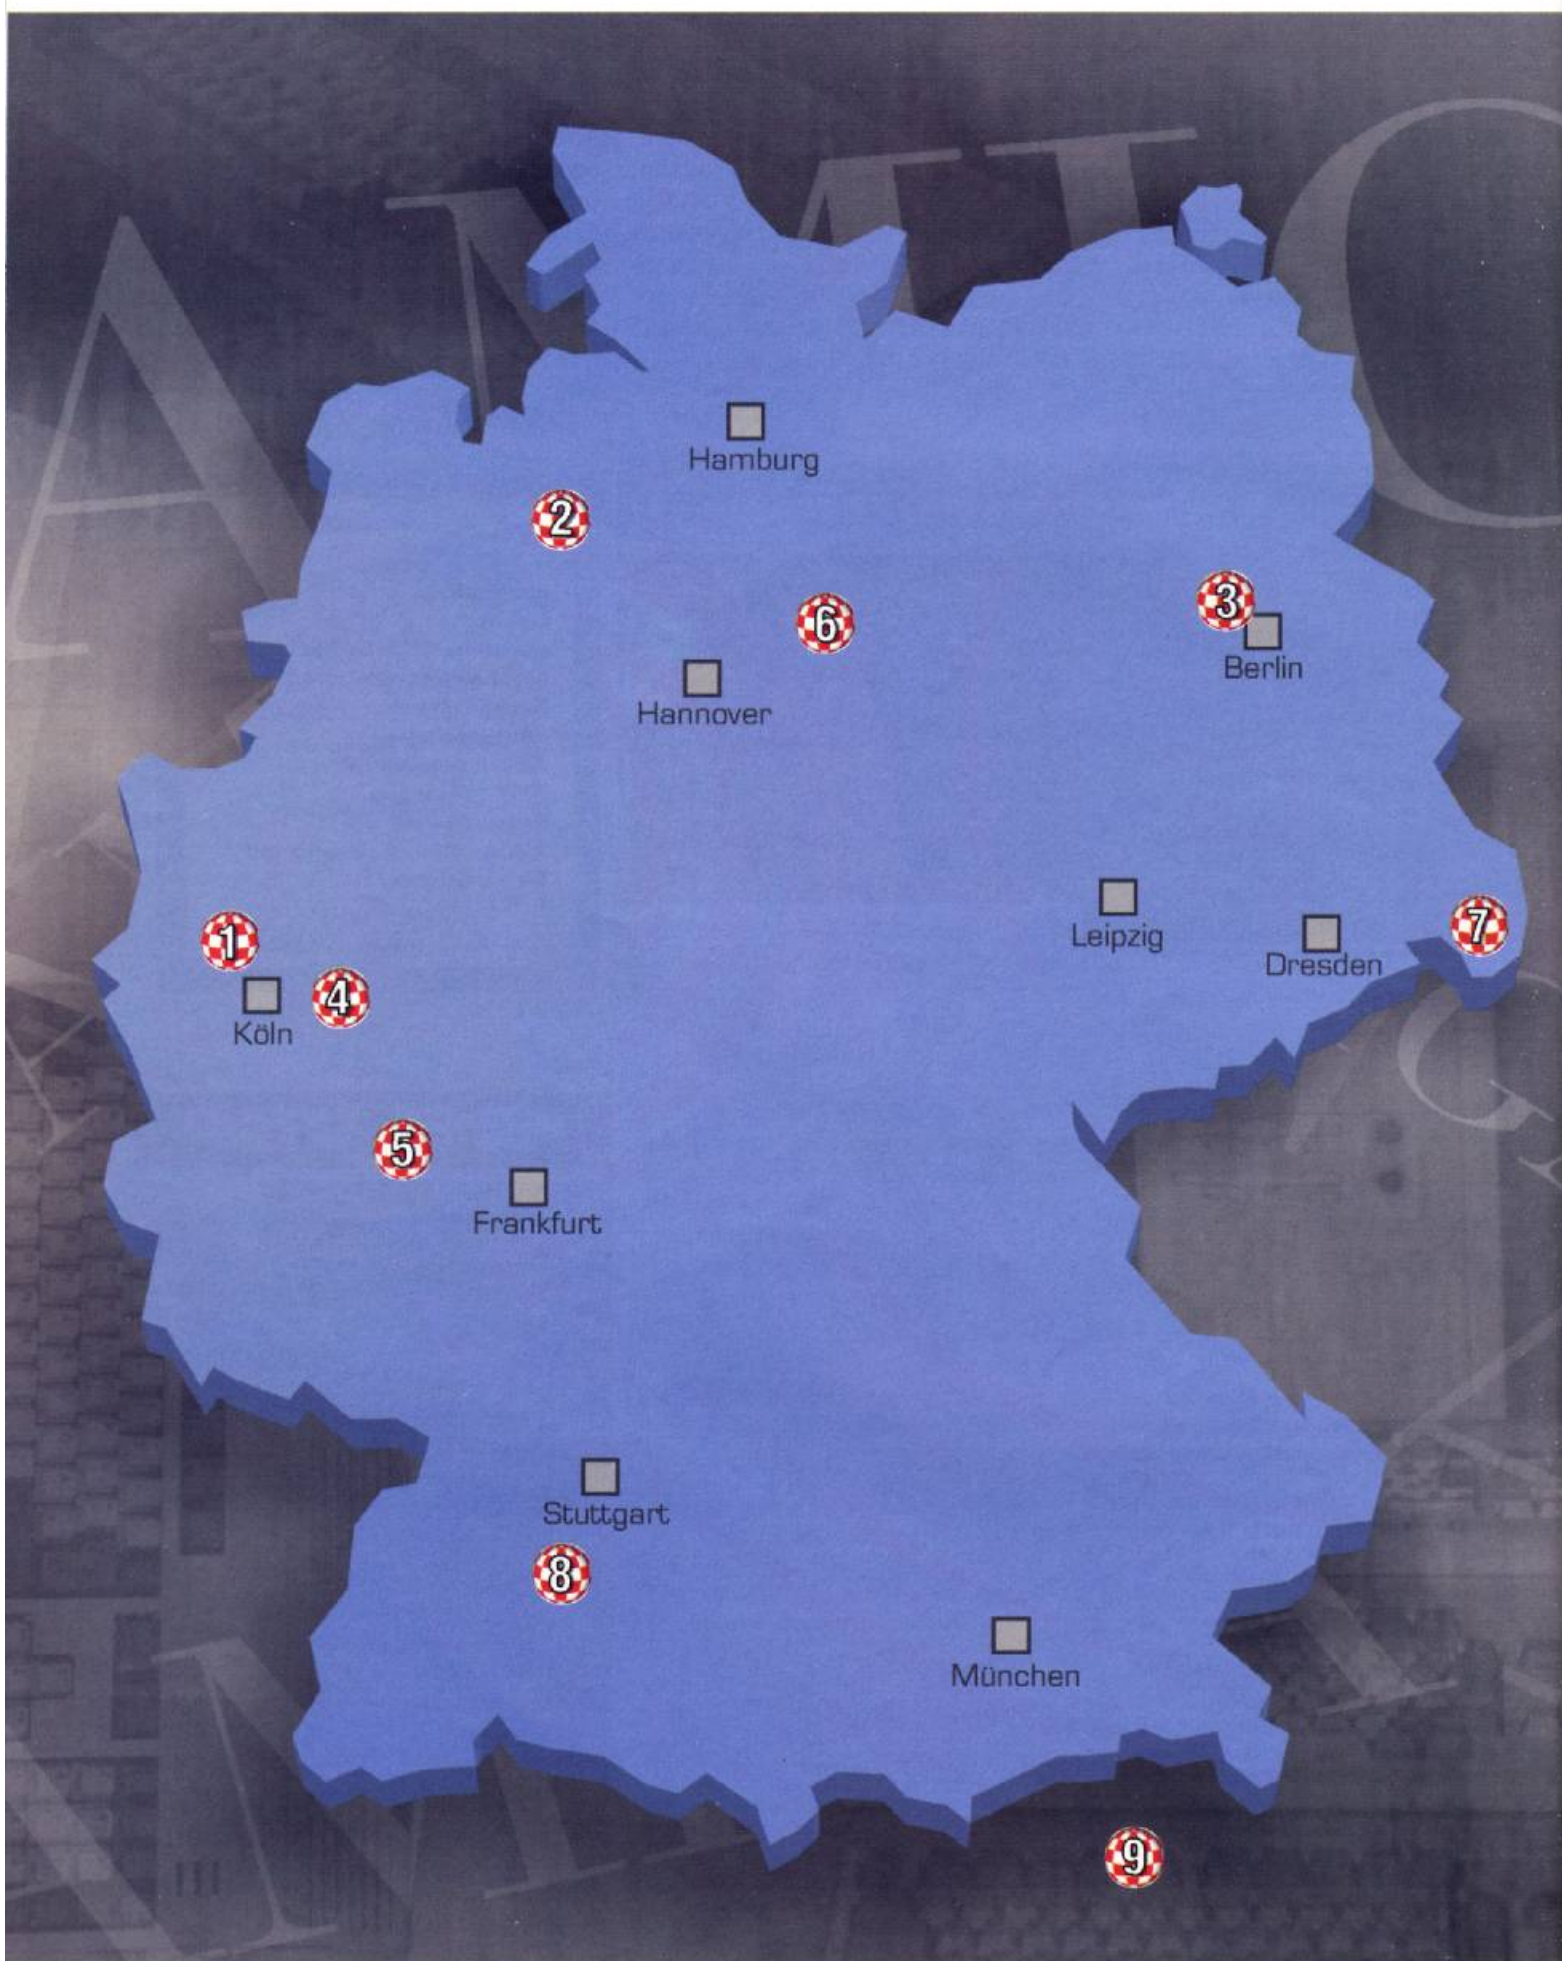 Hamburg
2
3
6
Berlin
Hannover
Leipzig
7
Dresden
1
4
Köln
5
Frankfurt
Stuttgart
8
München
9